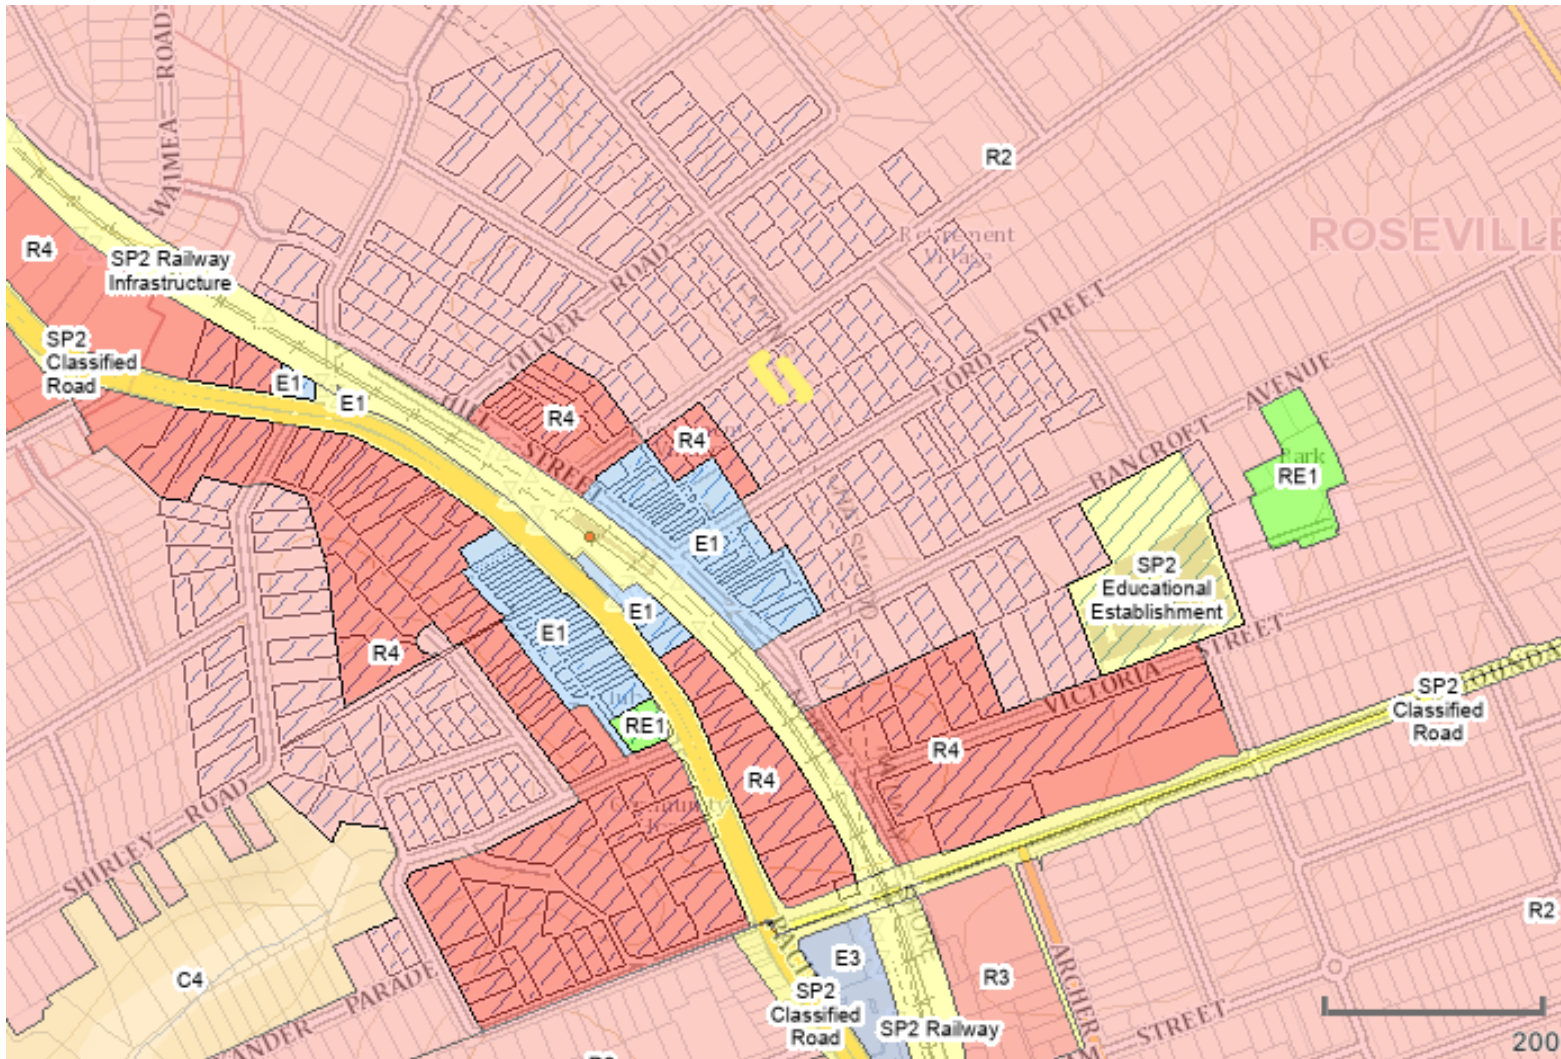 WAIMEA ROAD
R2
ROSEVILLE
Retirement
Village
R4
SP2 Railway
Infrastructure
SP2
Classified
Road
E1
E1
OLIVER ROAD
LORD STREET
HILL STREET
R4
R4
BANCROFT AVENUE
Park
RE1
E1
SP2
Educational
Establishment
E1
E1
R4
Club
RE1
VICTORIA STREET
SP2
Classified
Road
R4
R4
Community
SHIRLEY ROAD
R2
C4
E3
R3
ARCHER
SP2
Classified
Road
SP2 Railway
STREET
ANDER PARADE
200